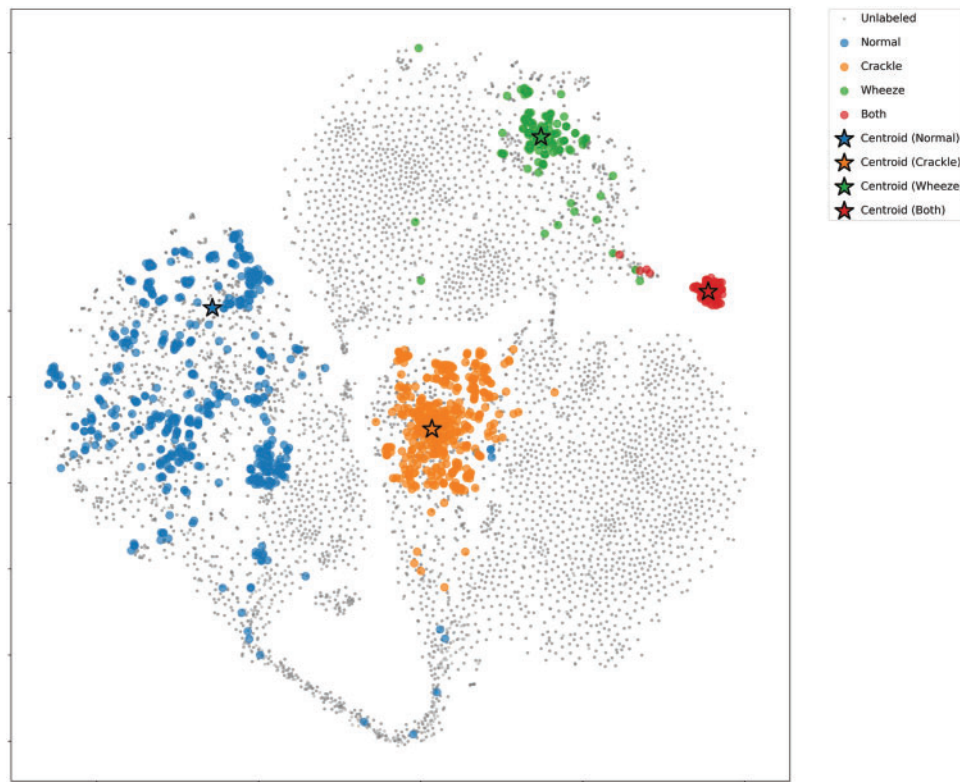 Unlabeled
Normal
Crackle
Wheeze
Both
Centroid (Normal)
Centroid (Crackle)
Centroid (Wheeze)
Centroid (Both)